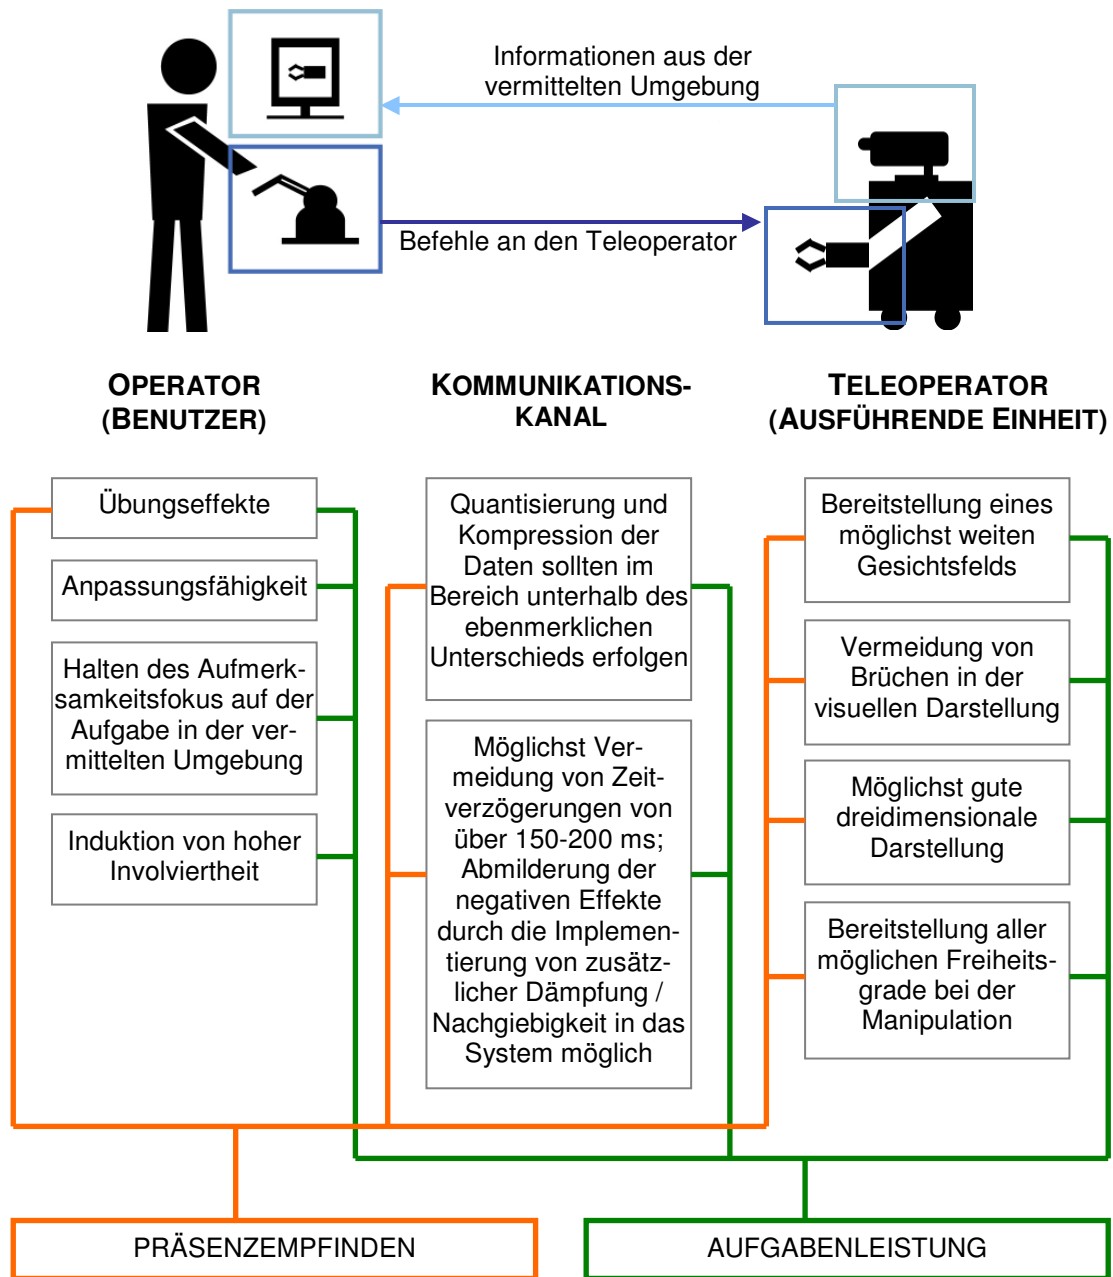 Informationen aus der
vermittelten Umgebung
Befehle an den Teleoperator
OPERATOR
(BENUTZER)
KOMMUNIKATIONS-
KANAL
TELEOPERATOR
(AUSFÜHRENDE EINHEIT)
Übungseffekte
Anpassungsfähigkeit
Halten des Aufmerk-
samkeitsfokus auf der
Aufgabe in der ver-
mittelten Umgebung
Induktion von hoher
Involviertheit
Quantisierung und
Kompression der
Daten sollten im
Bereich unterhalb des
ebenmerklichen
Unterschieds erfolgen
Möglichst Ver-
meidung von Zeit-
verzögerungen von
über 150-200 ms;
Abmilderung der
negativen Effekte
durch die Implemen-
tierung von zusätz-
licher Dämpfung /
Nachgiebigkeit in das
System möglich
Bereitstellung eines
möglichst weiten
Gesichtsfelds
Vermeidung von
Brüchen in der
visuellen Darstellung
Möglichst gute
dreidimensionale
Darstellung
Bereitstellung aller
möglichen Freiheits-
grade bei der
Manipulation
PRÄSENZEMPFINDEN
AUFGABENLEISTUNG